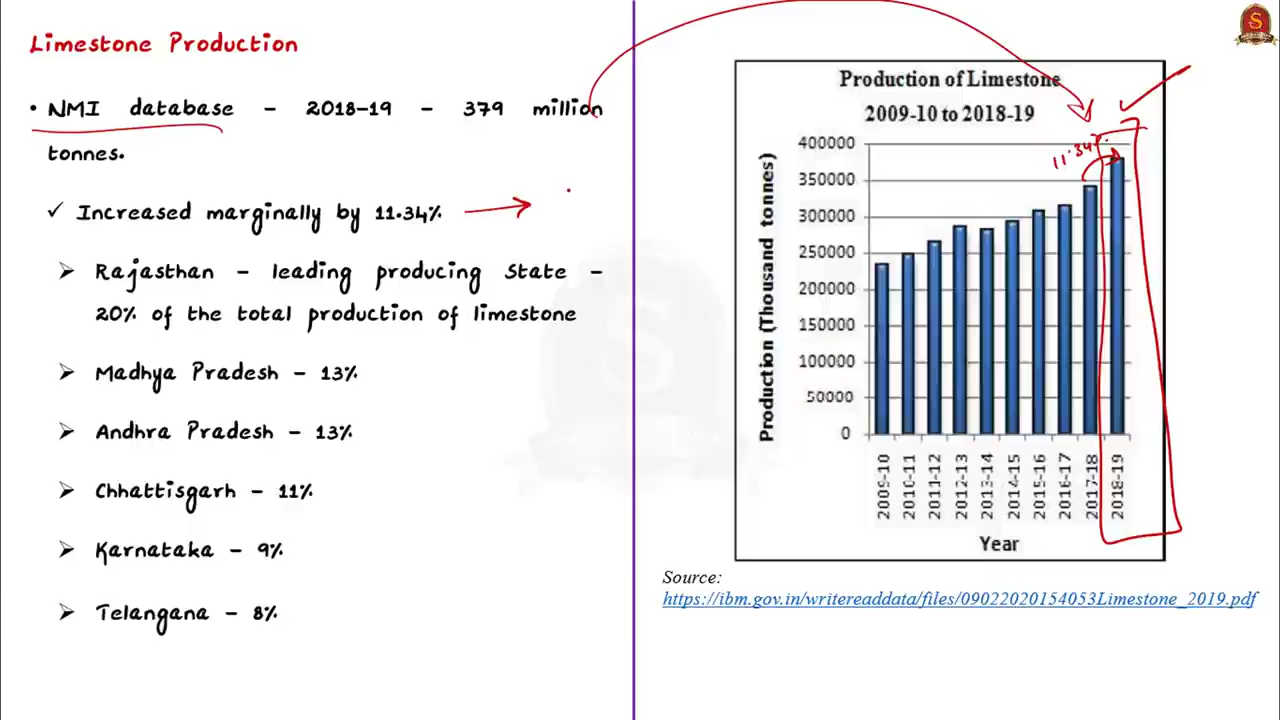 Limestone Production
• NMI database - 2018-19 - 379 million
tonnes.
✓ Increased marginally by 11.34%
➢ Rajasthan - leading producing state -
20% of the total production of limestone
➢ Madhya Pradesh - 13%
➢ Andhra Pradesh - 13%
➢ Chhattisgarh - 11%
➢ Karnataka - 9%
➢ Telangana - 8%
Production of Limestone
2009-10 to 2018-19
11.34%
Production (Thousand tonnes)
400000
350000
300000
250000
200000
150000
100000
50000
0
2009-10
2010-11
2011-12
2012-13
2013-14
2014-15
2015-16
2016-17
2017-18
2018-19
Year
Source:
https://ibm.gov.in/writereaddata/files/09022020154053Limestone_2019.pdf